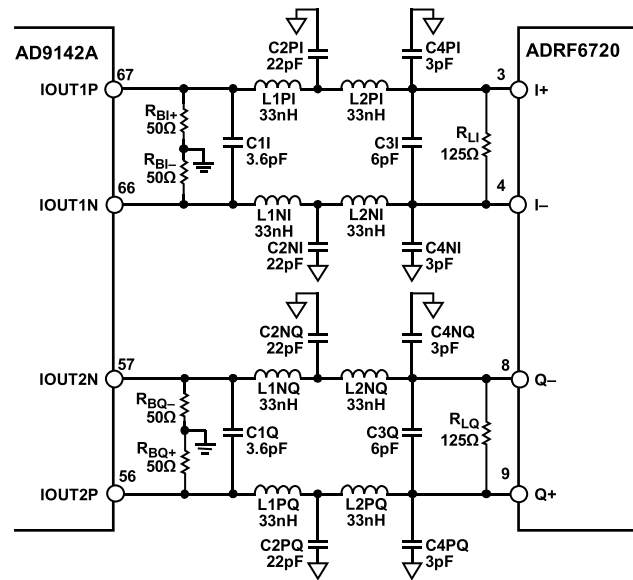 AD9142A
ADRF6720
C2PI
22pF
C4PI
3pF
67
IOUT1P
3
I+
L1PI
33nH
L2PI
33nH
RBI+
50Ω
C1I
3.6pF
C3I
6pF
RLI
125Ω
RBI–
50Ω
66
IOUT1N
4
I–
L1NI
33nH
L2NI
33nH
C2NI
22pF
C4NI
3pF
C2NQ
22pF
C4NQ
3pF
57
IOUT2N
8
Q–
L1NQ
33nH
L2NQ
33nH
RBQ–
50Ω
C1Q
3.6pF
C3Q
6pF
RLQ
125Ω
RBQ+
50Ω
56
IOUT2P
9
Q+
L1PQ
33nH
L2PQ
33nH
C2PQ
22pF
C4PQ
3pF